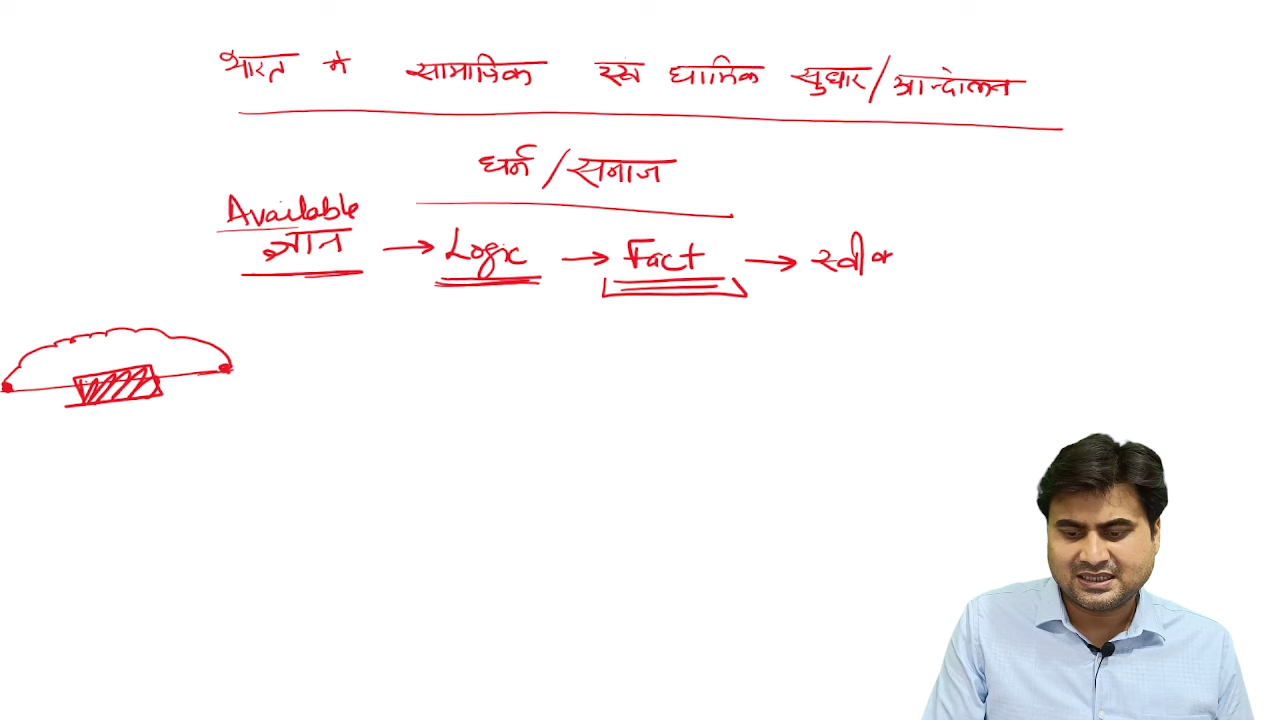 भारत में सामाजिक एवं धार्मिक सुधार/आन्दोलन
धर्म/समाज
Available
ज्ञान → Logic → Fact → स्वीक